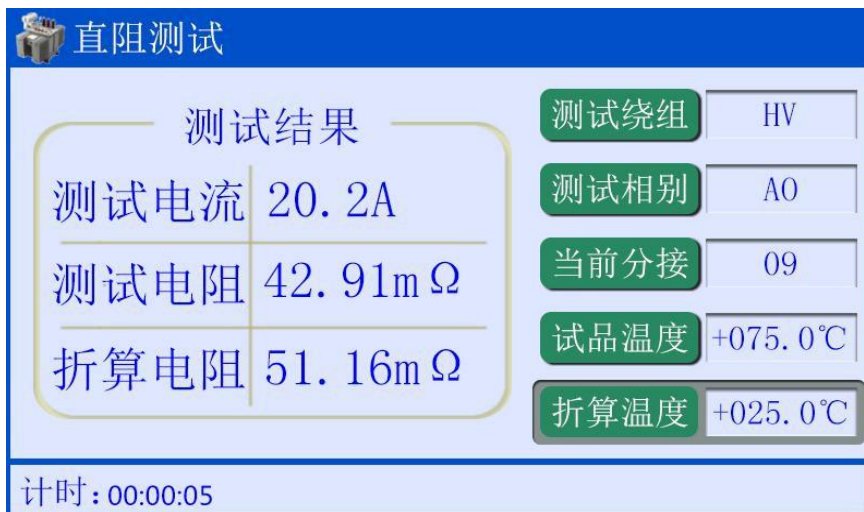 直阻测试
测试结果
测试电流 20.2A
测试电阻 42.91mΩ
折算电阻 51.16mΩ
测试绕组 HV
测试相别 AO
当前分接 09
试品温度 +075.0℃
折算温度 +025.0℃
计时:00:00:05